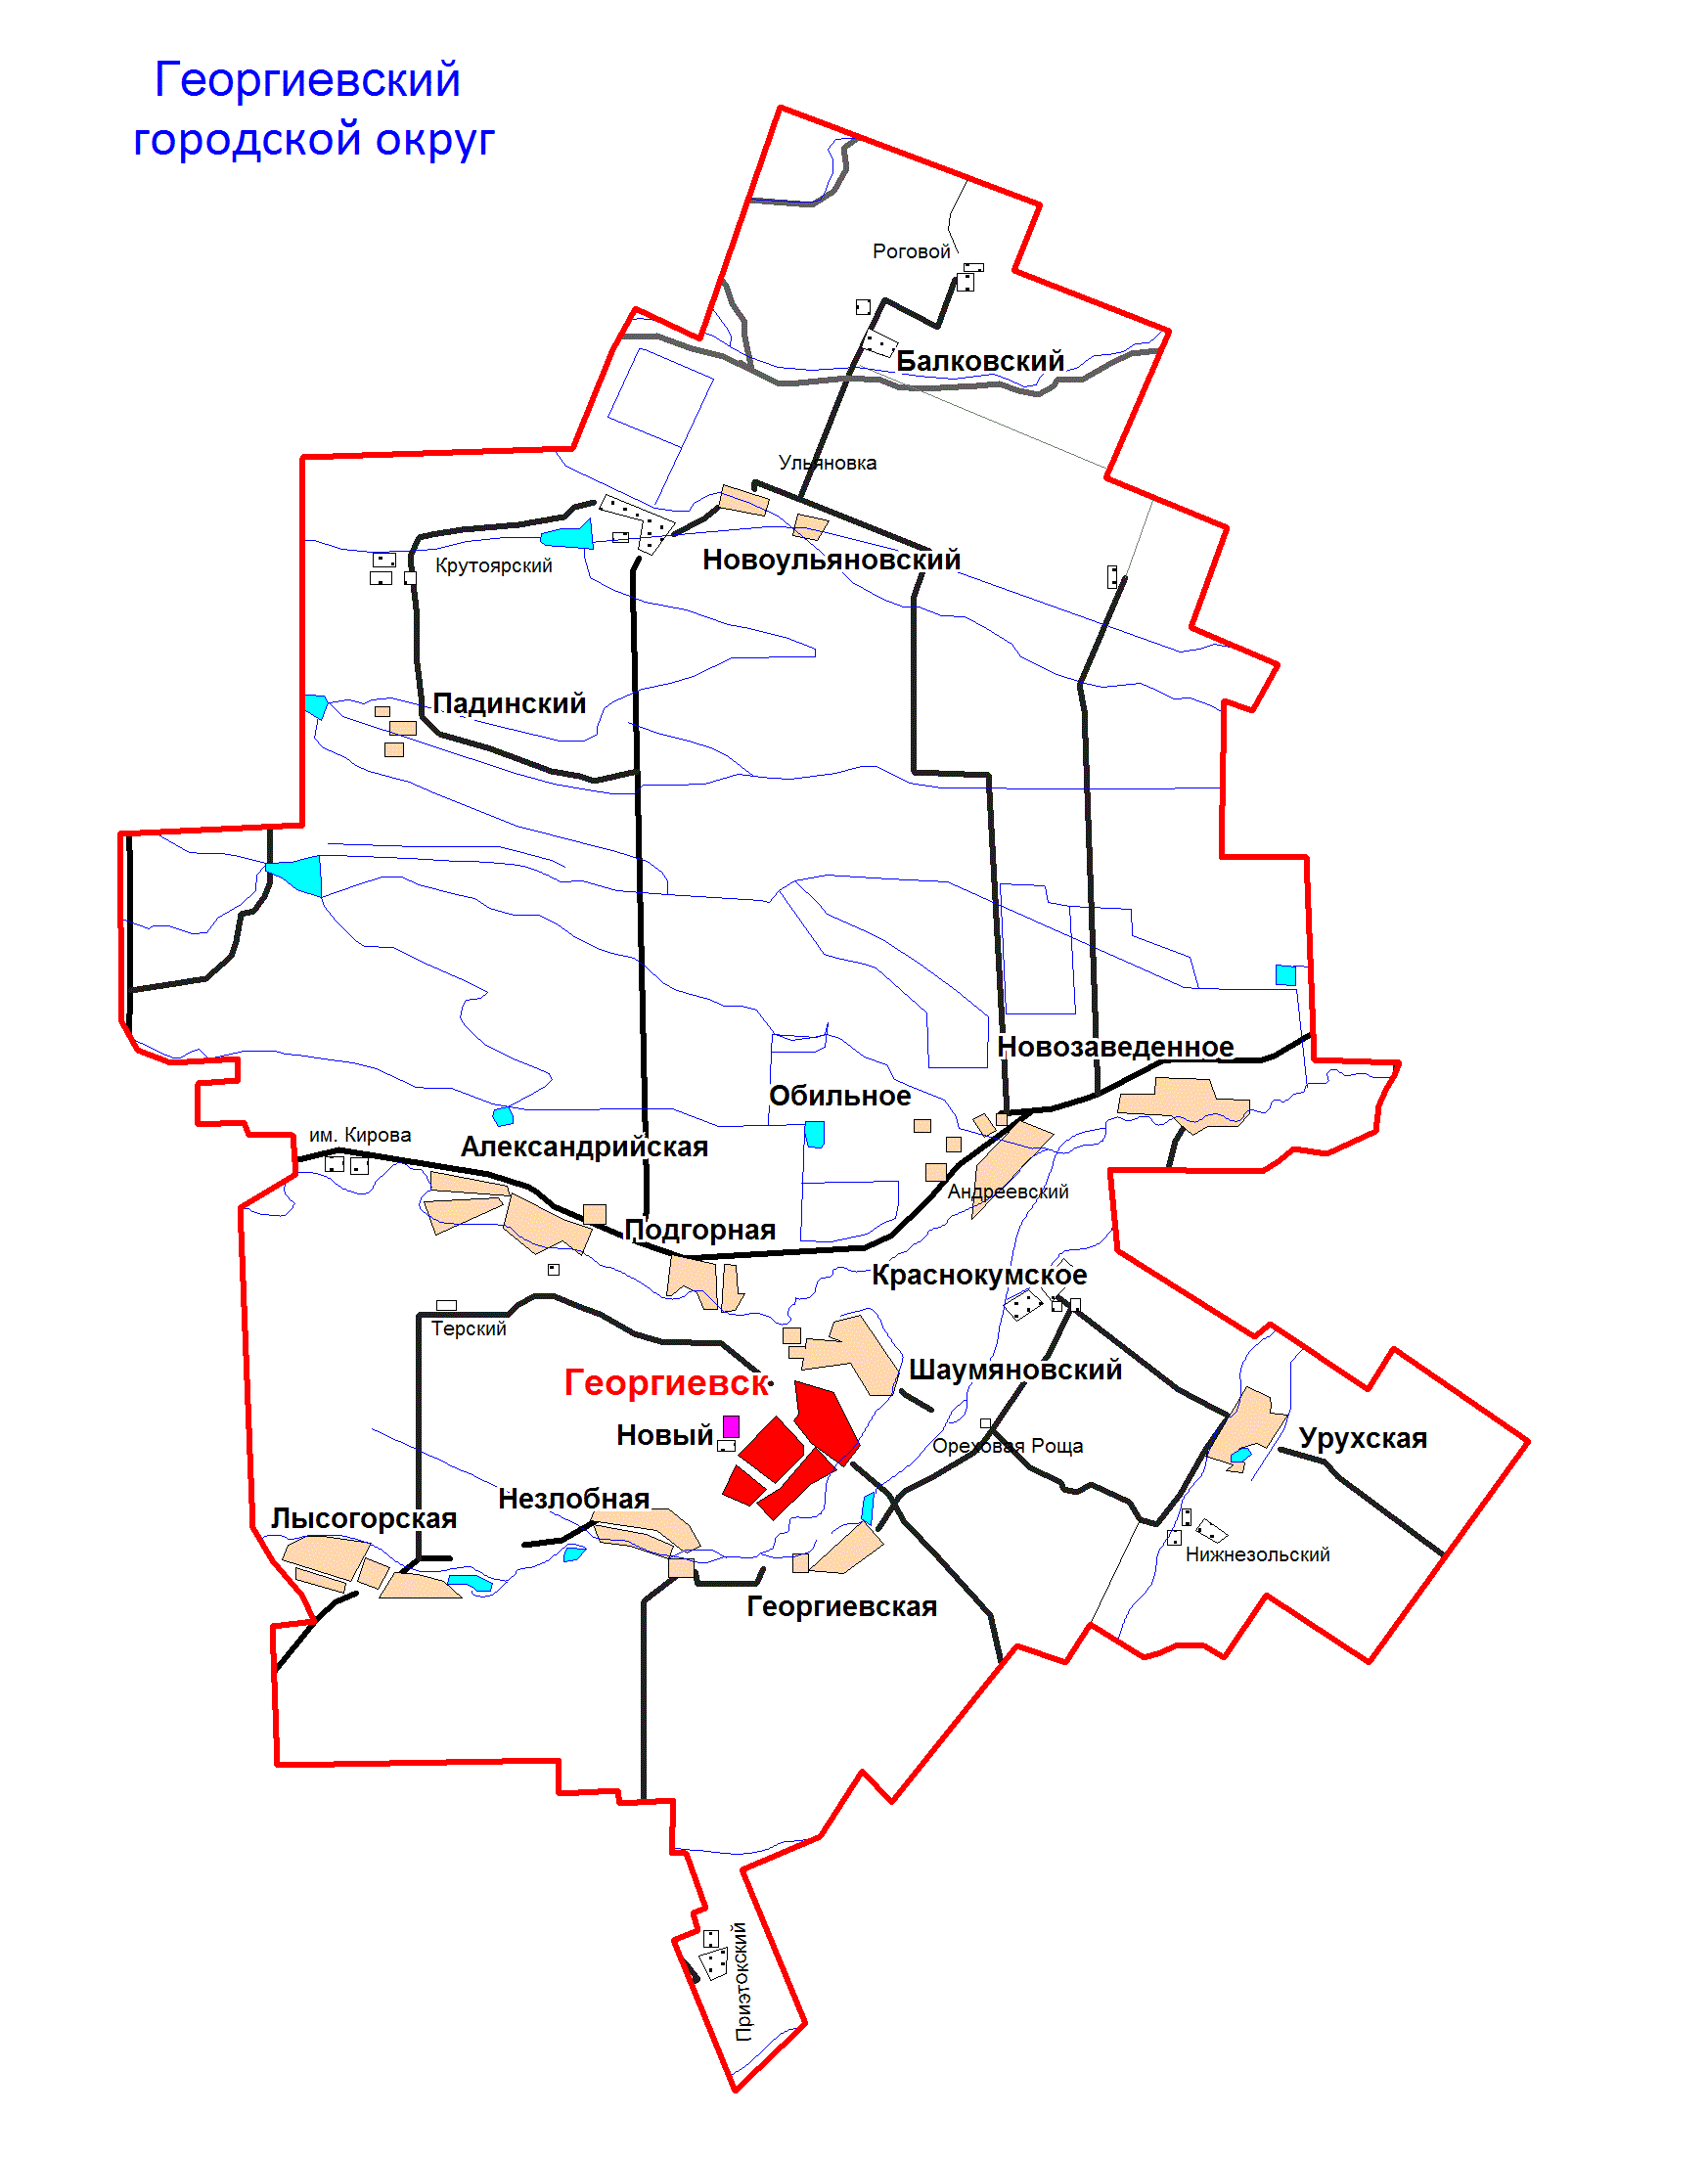 Георгиевский
городской округ
Роговой
Балковский
Ульяновка
Новоульяновский
Крутоярский
Падинский
Новозаведенное
Обильное
им. Кирова
Александрийская
Андреевский
Подгорная
Краснокумское
Терский
Шаумяновский
Георгиевск
Новый
Ореховая Роща
Урухская
Незлобная
Лысогорская
Нижнезольский
Георгиевская
Приэтокский